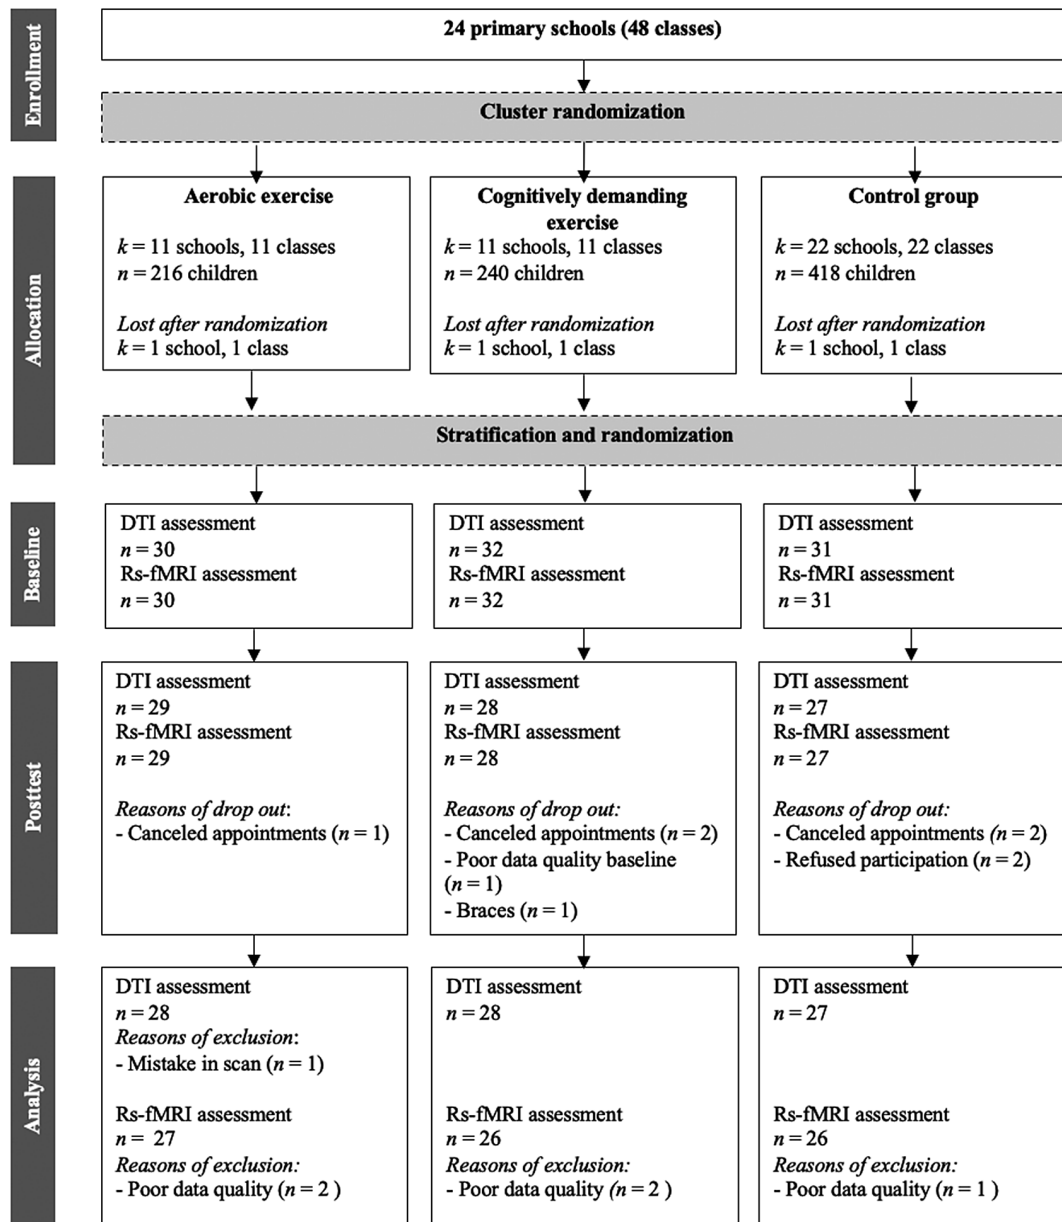 Enrollment
24 primary schools (48 classes)
Cluster randomization
Allocation
Aerobic exercise
k = 11 schools, 11 classes
n = 216 children
Lost after randomization
k = 1 school, 1 class
Cognitively demanding
exercise
k = 11 schools, 11 classes
n = 240 children
Lost after randomization
k = 1 school, 1 class
Control group
k = 22 schools, 22 classes
n = 418 children
Lost after randomization
k = 1 school, 1 class
Stratification and randomization
Baseline
DTI assessment
n = 30
Rs-fMRI assessment
n = 30
DTI assessment
n = 32
Rs-fMRI assessment
n = 32
DTI assessment
n = 31
Rs-fMRI assessment
n = 31
Posttest
DTI assessment
n = 29
Rs-fMRI assessment
n = 29
Reasons of drop out:
- Canceled appointments (n = 1)
DTI assessment
n = 28
Rs-fMRI assessment
n = 28
Reasons of drop out:
- Canceled appointments (n = 2)
- Poor data quality baseline
(n = 1)
- Braces (n = 1)
DTI assessment
n = 27
Rs-fMRI assessment
n = 27
Reasons of drop out:
- Canceled appointments (n = 2)
- Refused participation (n = 2)
Analysis
DTI assessment
n = 28
Reasons of exclusion:
- Mistake in scan (n = 1)
Rs-fMRI assessment
n = 27
Reasons of exclusion:
- Poor data quality (n = 2 )
DTI assessment
n = 28
Rs-fMRI assessment
n = 26
Reasons of exclusion:
- Poor data quality (n = 2 )
DTI assessment
n = 27
Rs-fMRI assessment
n = 26
Reasons of exclusion:
- Poor data quality (n = 1 )